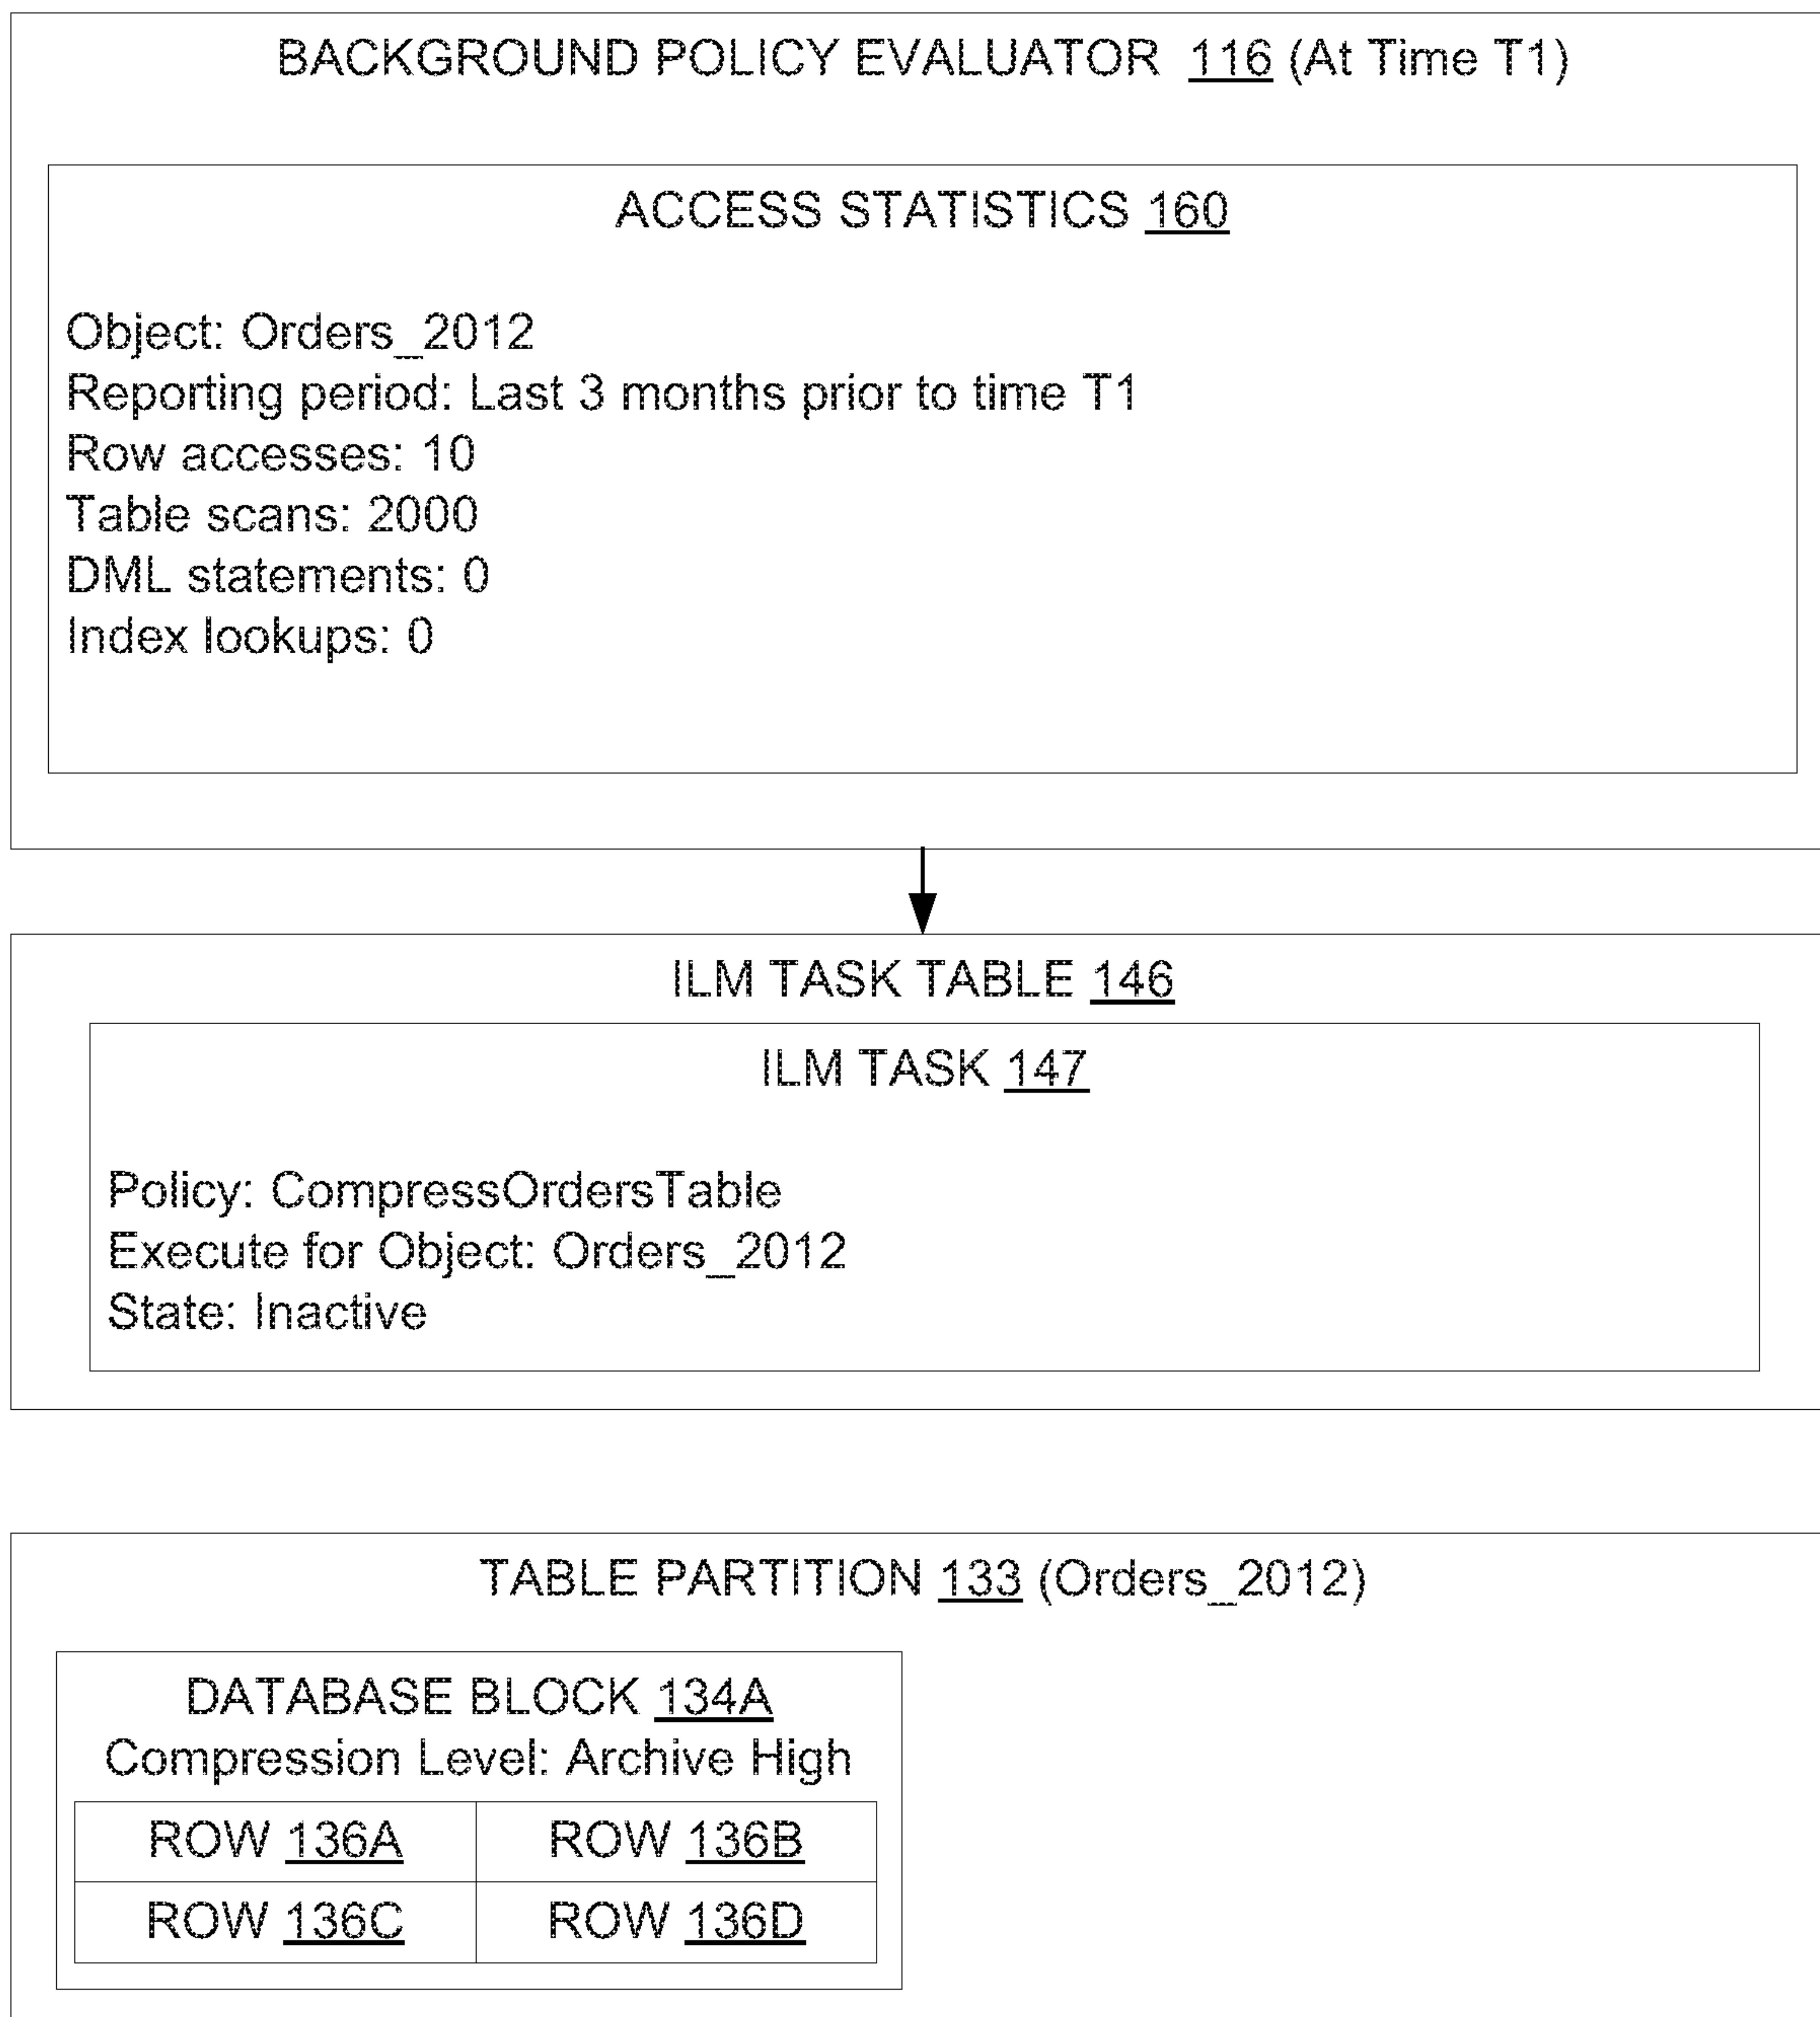 BACKGROUND POLICY EVALUATOR 116 (At Time T1)
ACCESS STATISTICS 160
Object: Orders_2012
Reporting period: Last 3 months prior to time T1
Row accesses: 10
Table scans: 2000
DML statements: 0
Index lookups: 0
ILM TASK TABLE 146
ILM TASK 147
Policy: CompressOrdersTable
Execute for Object: Orders_2012
State: Inactive
TABLE PARTITION 133 (Orders_2012)
DATABASE BLOCK 134A
Compression Level: Archive High
ROW 136A ROW 136B
ROW 136C ROW 136D